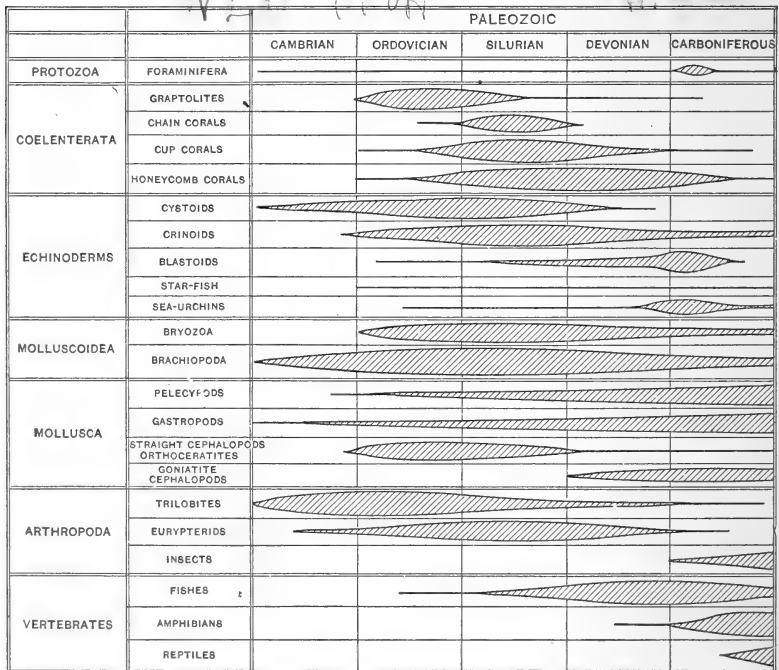 PALEOZOIC
CAMBRIAN ORDOVICIAN SILURIAN DEVONIAN CARBONIFEROUS
PROTOZOA FORAMINIFERA
COELENTERATA
GRAPTOLITES
CHAIN CORALS
CUP CORALS
HONEYCOMB CORALS
ECHINODERMS
CYSTOIDS
CRINOIDS
BLASTOIDS
STAR-FISH
SEA-URCHINS
MOLLUSCOIDEA
BRYOZOA
BRACHIOPODA
MOLLUSCA
PELECYPODS
GASTROPODS
STRAIGHT CEPHALOPODS
ORTHOCERATITES
GONIATITE
CEPHALOPODS
ARTHROPODA
TRILOBITES
EURYPTERIDS
INSECTS
VERTEBRATES
FISHES
AMPHIBIANS
REPTILES